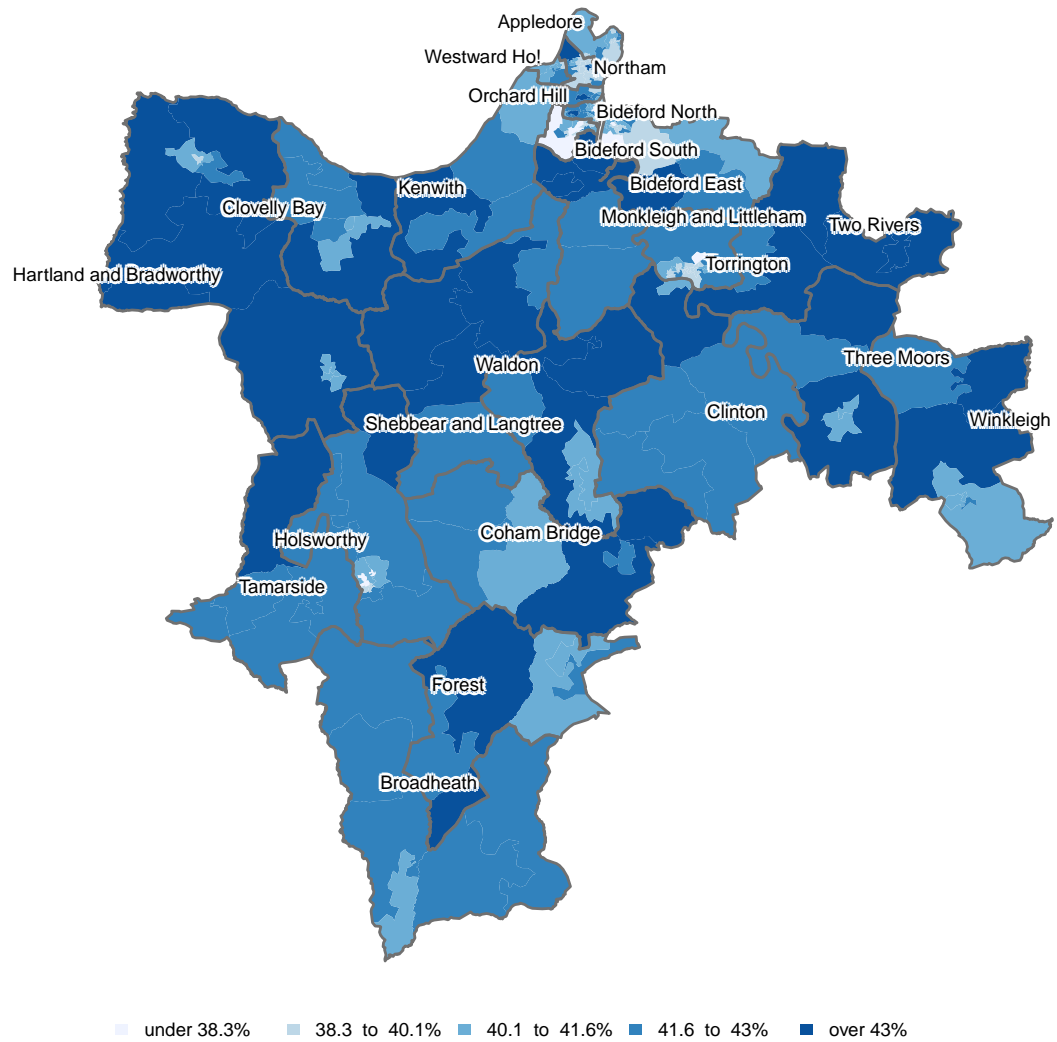 Appledore
Westward Ho!
Northam
Orchard Hill
Bideford North
Bideford South
Bideford East
Kenwith
Clovelly Bay
Monkleigh and Littleham
Two Rivers
Torrington
Hartland and Bradworthy
Three Moors
Waldon
Clinton
Winkleigh
Shebbear and Langtree
Coham Bridge
Holsworthy
Tamarside
Forest
Broadheath
under 38.3% 38.3 to 40.1% 40.1 to 41.6% 41.6 to 43% over 43%